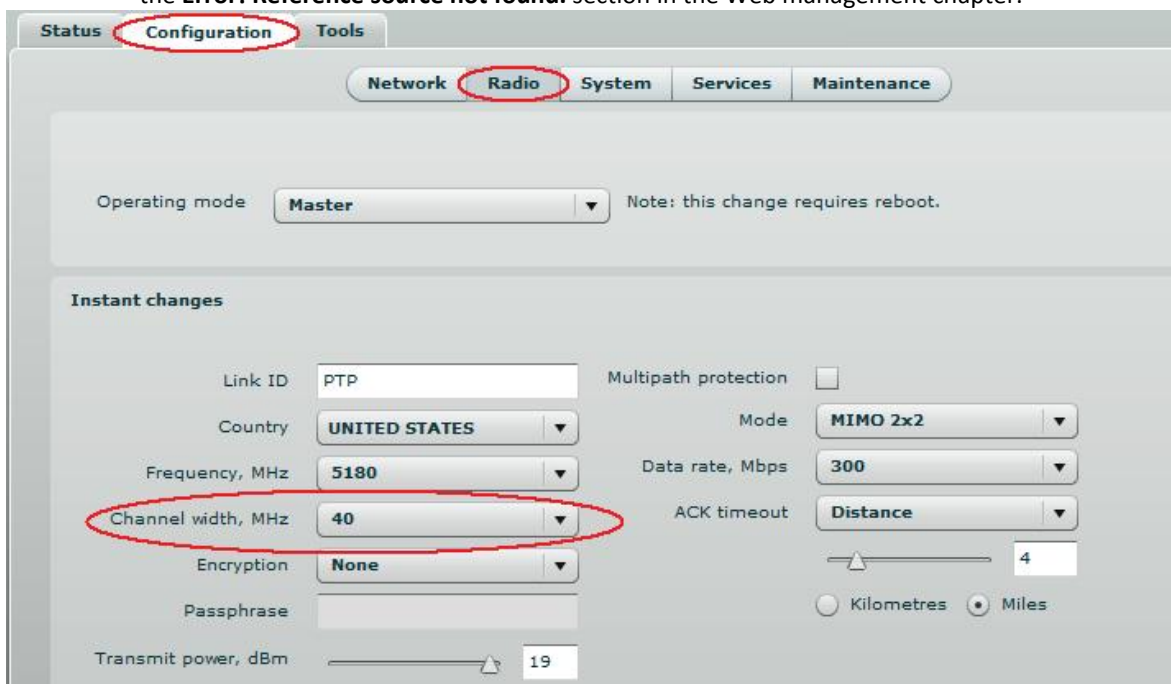 the Error! Reference source not found. section in the Web management chapter.
Status Configuration Tools
Network Radio System Services Maintenance
Operating mode Master Note: this change requires reboot.
Instant changes
Link ID PTP Multipath protection
Country UNITED STATES Mode MIMO 2x2
Frequency, MHz 5180 Data rate, Mbps 300
Channel width, MHz 40 ACK timeout Distance
Encryption None 4
Passphrase Kilometres Miles
Transmit power, dBm 19